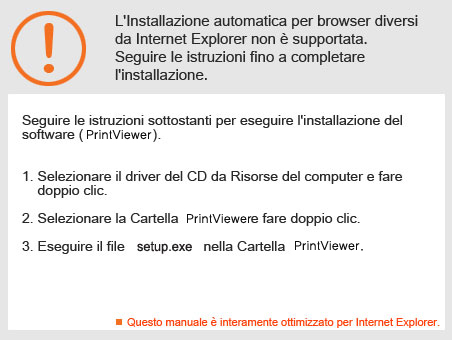 L'Installazione automatica per browser diversi
da Internet Explorer non è supportata.
Seguire le istruzioni fino a completare
l'installazione.
Seguire le istruzioni sottostanti per eseguire l'installazione del
software ( PrintViewer ).
1. Selezionare il driver del CD da Risorse del computer e fare
doppio clic.
2. Selezionare la Cartella PrintViewere fare doppio clic.
3. Eseguire il file setup.exe nella Cartella PrintViewer.
Questo manuale è interamente ottimizzato per Internet Explorer.